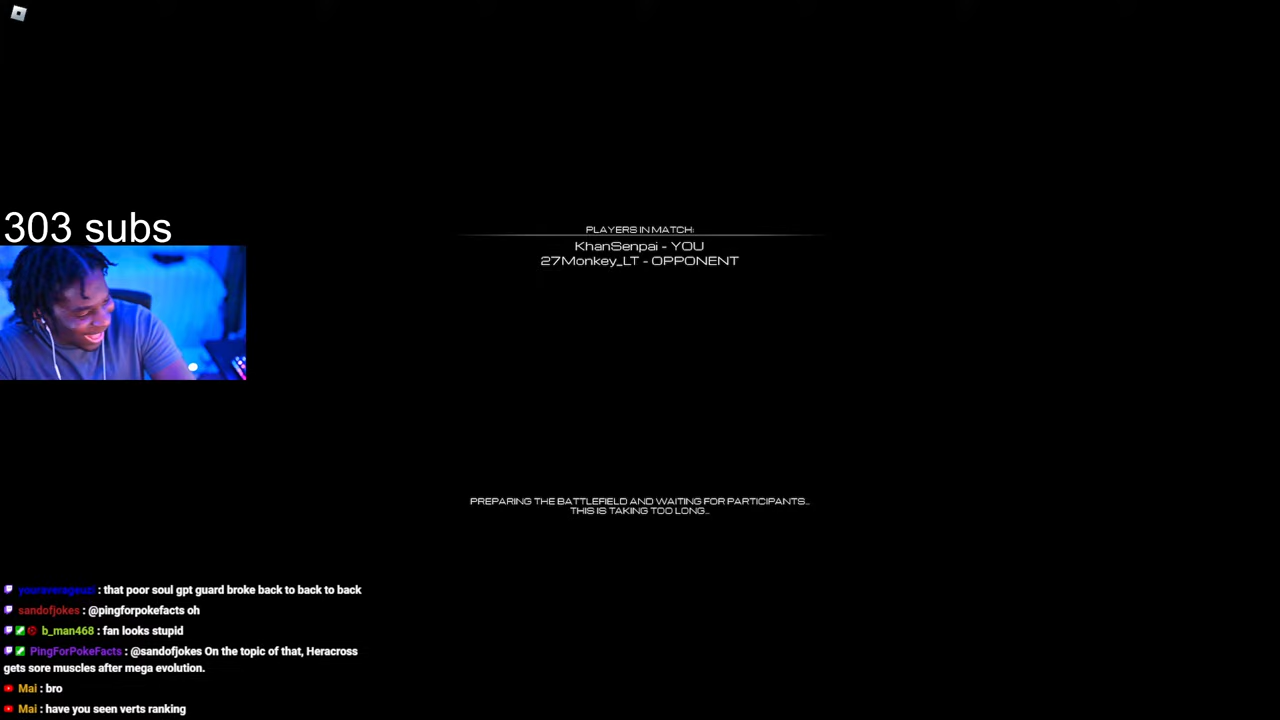 303 subs
PLAYERS IN MATCH:
KhanSenpai - YOU
27Monkey_LT - OPPONENT
PREPARING THE BATTLEFIELD AND WAITING FOR PARTICIPANTS...
THIS IS TAKING TOO LONG...
: that poor soul gpt guard broke back to back to back
sandofjokes : @pingforpokefacts oh
b_man468 : fan looks stupid
PingForPokeFacts : @sandofjokes On the topic of that, Heracross
gets sore muscles after mega evolution.
Mai : bro
Mai : have you seen verts ranking